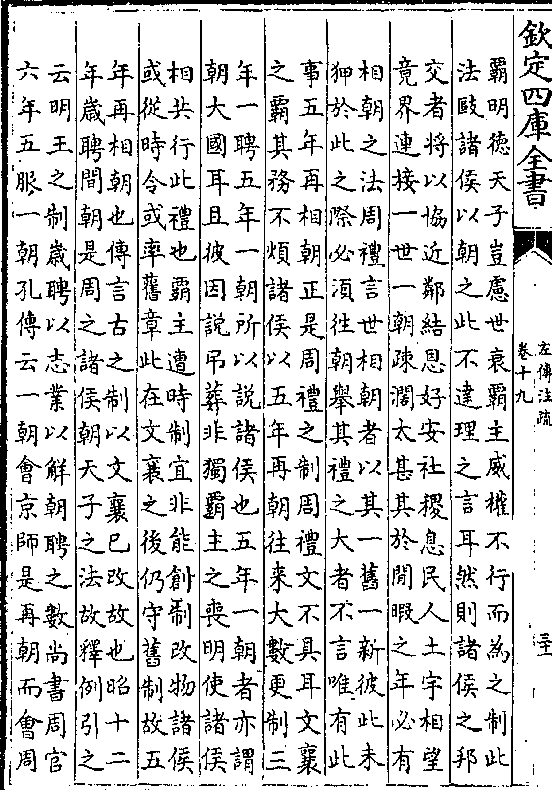 欽定四庫全書
左傳注疏
卷十九
霸明德天子豈慮世衰霸主威權不行而為之制此
法敺諸侯以朝之此不達理之言耳然則諸侯之邦
交者將以協近鄰結恩好安社稷息民人土宇相望
竟界連接一世一朝疎濶太甚其於閒暇之年必有
相朝之法周禮言世相朝者以其一舊一新彼此未
狎於此之際必須往朝舉其禮之大者不言唯有此
事五年再相朝正是周禮之制周禮文不具耳文襄
之霸其務不煩諸侯以五年再朝往來大數更制三
年一聘五年一朝所以説諸侯也五年一朝者亦謂
朝大國耳且彼因説弔葬非獨霸主之喪明使諸侯
相共行此禮也霸主遭時制宜非能創制改物諸侯
或從時令或率舊章此在文襄之後仍守舊制故五
年再相朝也傳言古之制以文襄已改故也昭十二
年歲聘間朝是周之諸侯朝天子之法故釋例引之
云明王之制歲聘以志業以解朝聘之數尚書周官
六年五服一朝孔傳云一朝會京師是再朝而會周